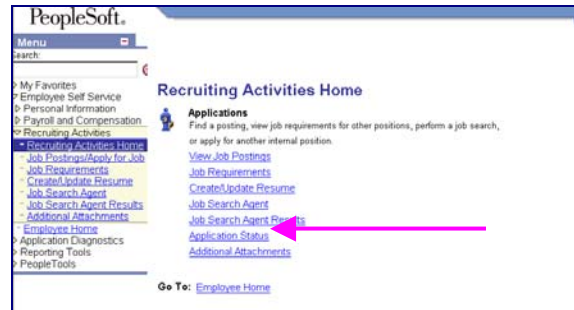 PeopleSoft.
Menu
Search:
My Favorites
Employee Self Service
Personal Information
Payroll and Compensation
Recruiting Activities
- Recruiting Activities Home
- Job Postings/Apply for Job
- Job Requirements
- Create/Update Resume
- Job Search Agent
- Job Search Agent Results
- Additional Attachments
- Employee Home
Application Diagnostics
Reporting Tools
PeopleTools
Recruiting Activities Home
Applications
Find a posting, view job requirements for other positions, perform a job search,
or apply for another internal position.
View Job Postings
Job Requirements
Create/Update Resume
Job Search Agent
Job Search Agent Results
Application Status
Additional Attachments
Go To: Employee Home